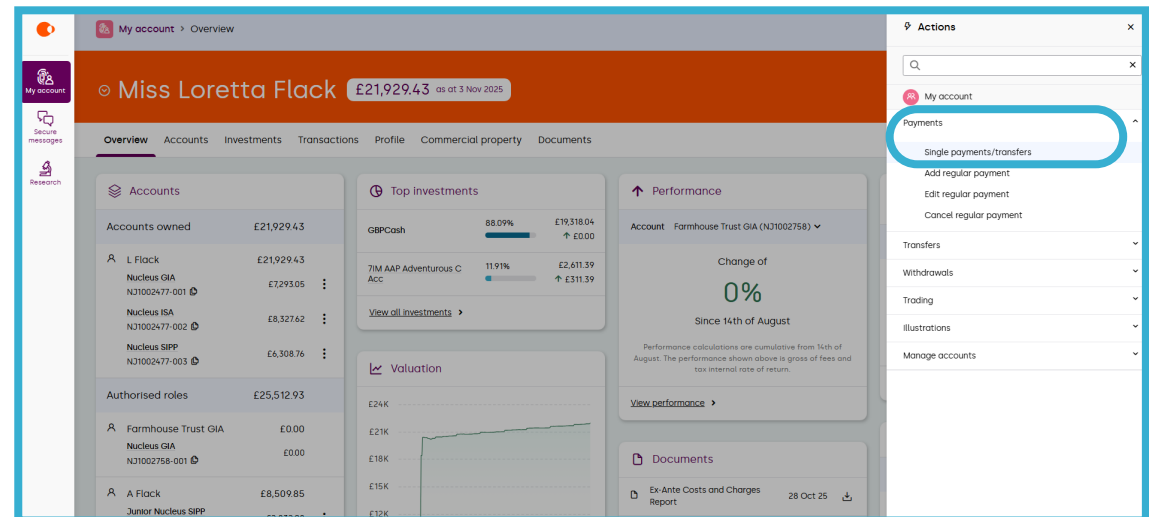 My account > Overview
My account
Secure
messages
Research
Miss Loretta Flack £21,929.43 as at 3 Nov 2025
Overview Accounts Investments Transactions Profile Commercial property Documents
Accounts
Accounts owned £21,929.43
L Flack £21,929.43
Nucleus GIA
NJ1002477-001 £7,293.05
Nucleus ISA
NJ1002477-002 £8,327.62
Nucleus SIPP
NJ1002477-003 £6,308.76
Authorised roles £25,512.93
Farmhouse Trust GIA £0.00
Nucleus GIA
NJ1002758-001 £0.00
A Flack £8,509.85
Junior Nucleus SIPP
Top investments
GBPCash 88.09% £19,318.04
£0.00
7IM AAP Adventurous C Acc 11.91% £2,611.39
£311.39
View all investments >
Valuation
£24K
£21K
£18K
£15K
£12K
Performance
Account Farmhouse Trust GIA (NJ1002758)
Change of
0%
Since 14th of August
Performance calculations are cumulative from 14th of
August. The performance shown above is gross of fees and
tax internal rate of return.
View performance >
Documents
Ex-Ante Costs and Charges
Report 28 Oct 25
Actions
My account
Payments
Single payments/transfers
Add regular payment
Edit regular payment
Cancel regular payment
Transfers
Withdrawals
Trading
Illustrations
Manage accounts